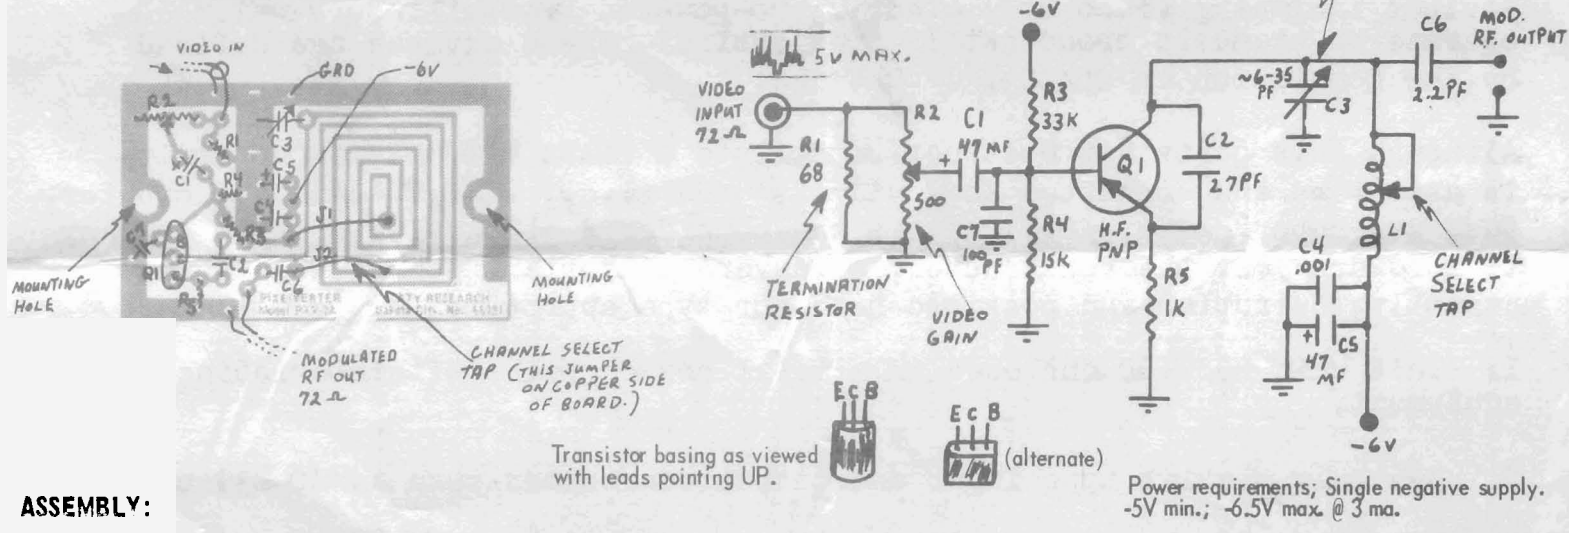 VIDEO IN
GRD
-6V
R2
R1
C3
C1
C5
R4
C4
J1
R3
J2
Q1
C2
C6
R5
MOUNTING
HOLE
MOUNTING
HOLE
PIXE VERTER
ATV RESEARCH
MODULATED
RF OUT
72 Ω
CHANNEL SELECT
TAP (THIS JUMPER
ON COPPER SIDE
OF BOARD.)
5V MAX.
VIDEO
INPUT
72 Ω
R1
68
R2
500
TERMINATION
RESISTOR
VIDEO
GAIN
+
C1
47 MF
C7
100
PF
-6V
R3
33K
R4
15K
Q1
H.F.
PNP
C2
27PF
R5
1K
~6-35
PF
C3
C6
2.2PF
MOD.
R.F. OUTPUT
L1
CHANNEL
SELECT
TAP
C4
.001
+
C5
47
MF
-6V
E C B
E C B
Transistor basing as viewed
with leads pointing UP.
(alternate)
Power requirements; Single negative supply.
-5V min.; -6.5V max. @ 3 ma.
ASSEMBLY: